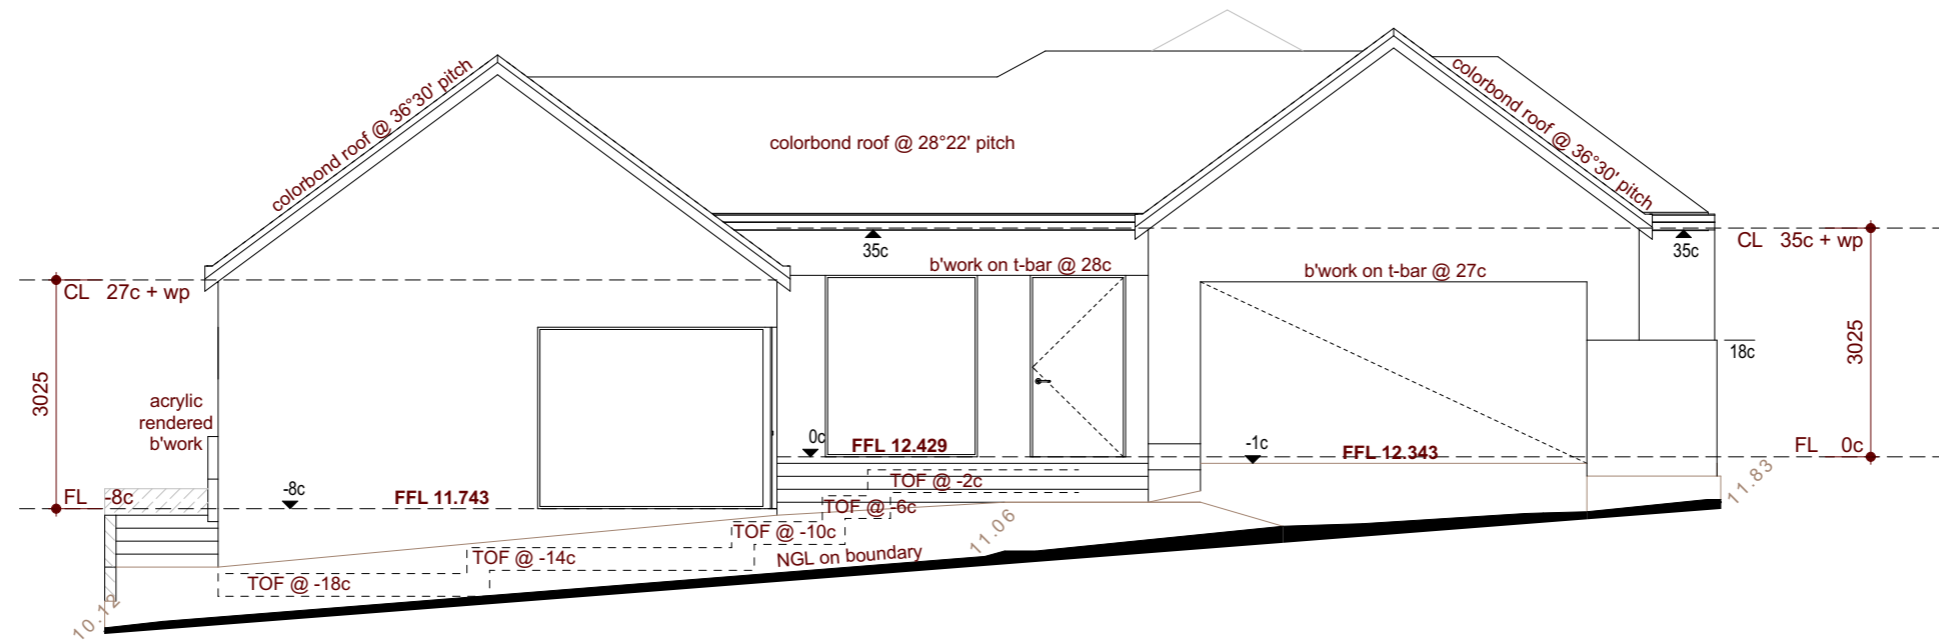 colorbond roof @ 36°30' pitch
colorbond roof @ 28°22' pitch
colorbond roof @ 36°30' pitch
35c
35c
CL 35c + wp
b'work on t-bar @ 28c
b'work on t-bar @ 27c
CL 27c + wp
3025
3025
18c
acrylic
rendered
b'work
0c
FFL 12.429
-1c
FFL 12.343
FL 0c
FL -8c
-8c
FFL 11.743
TOF @ -2c
TOF @ -6c
TOF @ -10c
TOF @ -14c
TOF @ -18c
NGL on boundary
10.12
11.06
11.83